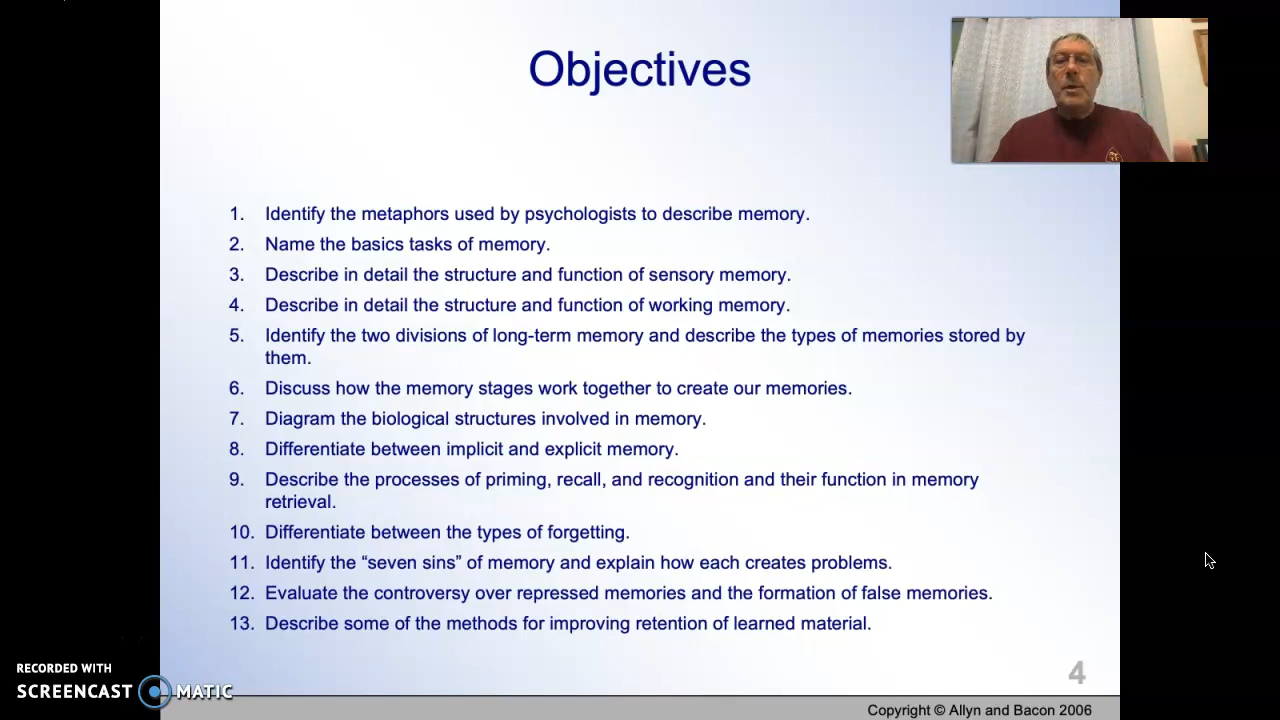 Objectives
1. Identify the metaphors used by psychologists to describe memory.
2. Name the basics tasks of memory.
3. Describe in detail the structure and function of sensory memory.
4. Describe in detail the structure and function of working memory.
5. Identify the two divisions of long-term memory and describe the types of memories stored by
them.
6. Discuss how the memory stages work together to create our memories.
7. Diagram the biological structures involved in memory.
8. Differentiate between implicit and explicit memory.
9. Describe the processes of priming, recall, and recognition and their function in memory
retrieval.
10. Differentiate between the types of forgetting.
11. Identify the “seven sins” of memory and explain how each creates problems.
12. Evaluate the controversy over repressed memories and the formation of false memories.
13. Describe some of the methods for improving retention of learned material.
4
RECORDED WITH
SCREENCAST MATIC
Copyright © Allyn and Bacon 2006